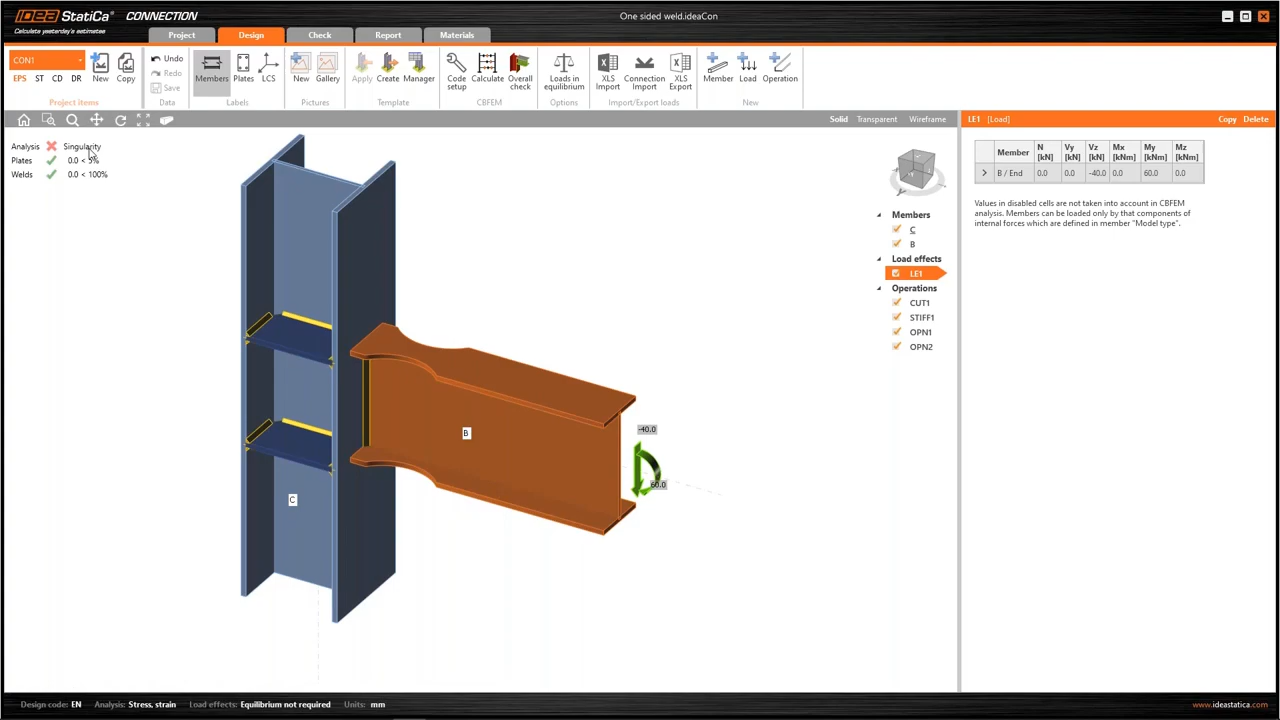 IDEA StatiCa® CONNECTION
Calculate yesterday's estimates
One sided weld.ideaCon
Project Design Check Report Materials
CON1
EPS ST CD DR
New
Copy
Undo
Redo
Save
Members
Plates
LCS
New
Gallery
Apply
Create
Manager
Code setup
Calculate
Overall check
Loads in equilibrium
XLS Import
Connection Import
XLS Export
Member
Load
Operation
Project items Data Labels Pictures Template CBFEM Options Import/Export loads New
Solid Transparent Wireframe
LE1 [Load] Copy Delete
Analysis Singularity
Plates 0.0 < 5%
Welds 0.0 < 100%
Member N [kN] Vy [kN] Vz [kN] Mx [kNm] My [kNm] Mz [kNm]
> B / End 0.0 0.0 -40.0 0.0 60.0 0.0
Values in disabled cells are not taken into account in CBFEM
analysis. Members can be loaded only by that components of
internal forces which are defined in member "Model type".
Members
C
B
Load effects
LE1
Operations
CUT1
STIFF1
OPN1
OPN2
-40.0
B
60.0
C
Design code: EN Analysis: Stress, strain Load effects: Equilibrium not required Units: mm
www.ideastatica.com